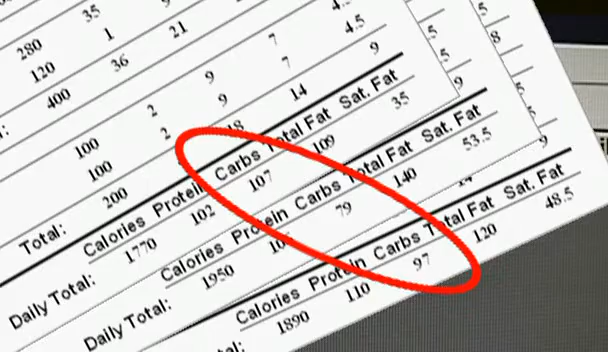 280 35
120 1
400 36 21 7 4.5
100 2 9 7 9
100 2 9 14
Total: 200
Calories Protein Carbs Total Fat Sat. Fat
Daily Total: 1770 102 107 109 35
Calories Carbs Total Fat Sat. Fat
Daily Total: 1950 79 140 53.5
Calories Protein Carbs Total Fat Sat. Fat
1890 110 97 120 48.5